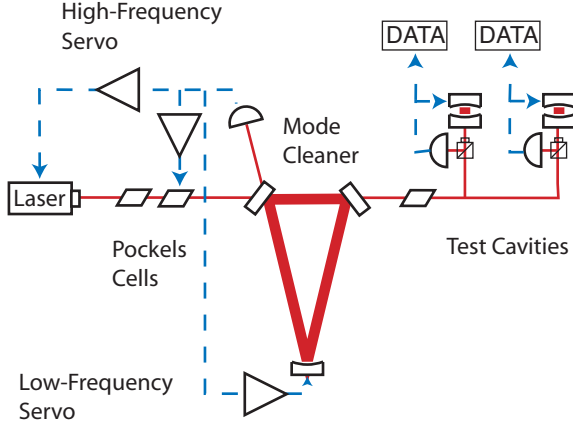 High-Frequency
Servo
DATA
DATA
Mode
Cleaner
Laser
Pockels
Cells
Test Cavities
Low-Frequency
Servo